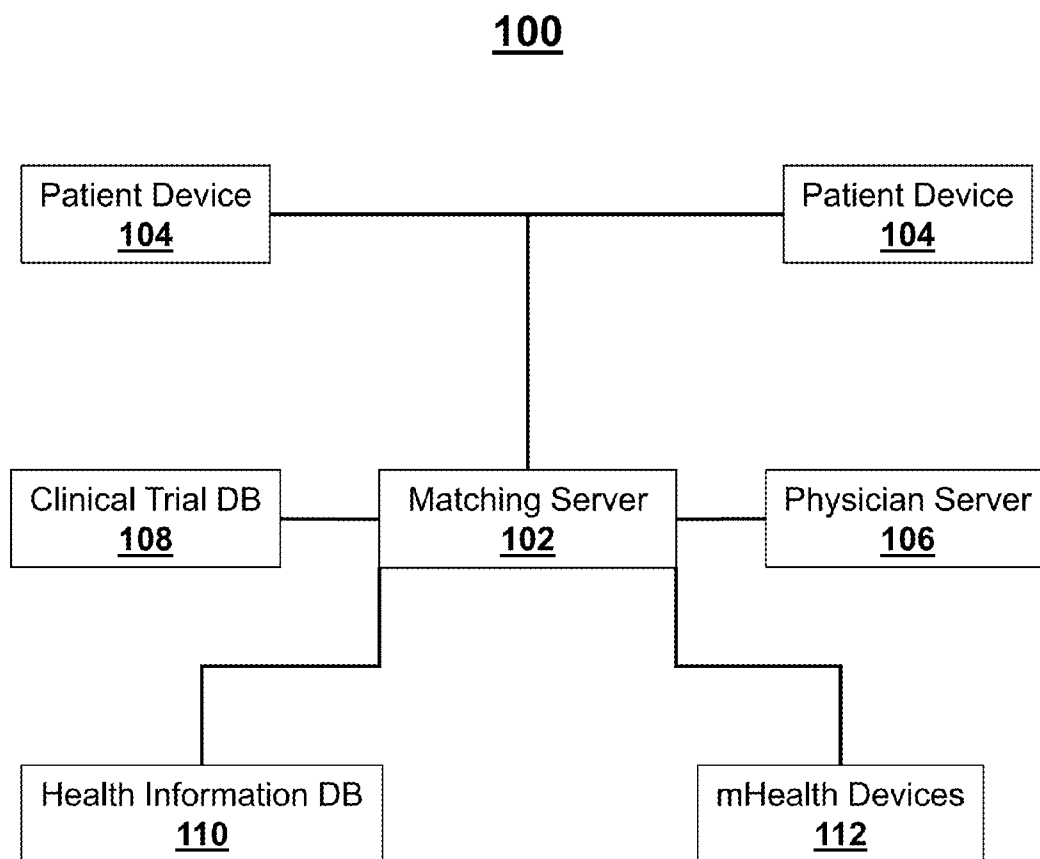 100
Patient Device
104
Patient Device
104
Clinical Trial DB
108
Matching Server
102
Physician Server
106
Health Information DB
110
mHealth Devices
112